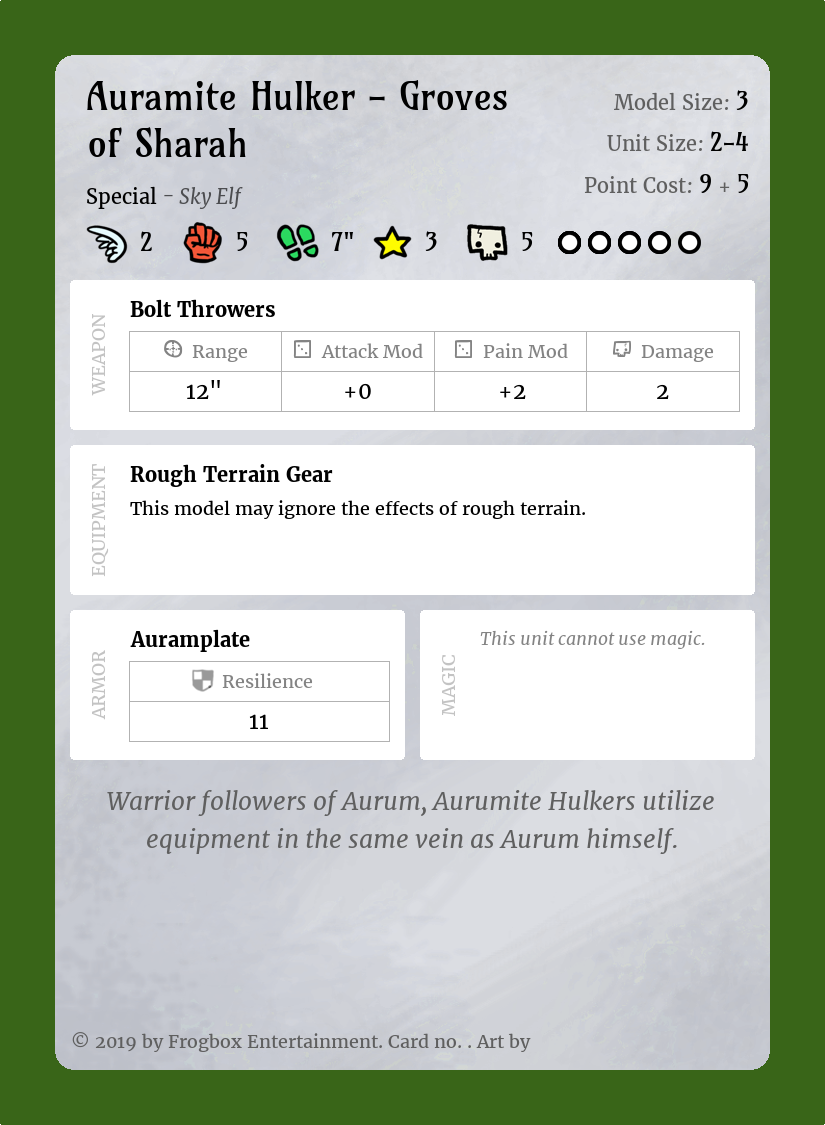 Auramite Hulker – Groves
of Sharah
Special – Sky Elf
Model Size: 3
Unit Size: 2–4
Point Cost: 9 + 5
2 5 7" 3 5
WEAPON
Bolt Throwers
Range Attack Mod Pain Mod Damage
12" +0 +2 2
EQUIPMENT
Rough Terrain Gear
This model may ignore the effects of rough terrain.
ARMOR
Auramplate
Resilience
11
MAGIC
This unit cannot use magic.
Warrior followers of Aurum, Aurumite Hulkers utilize
equipment in the same vein as Aurum himself.
© 2019 by Frogbox Entertainment. Card no. . Art by